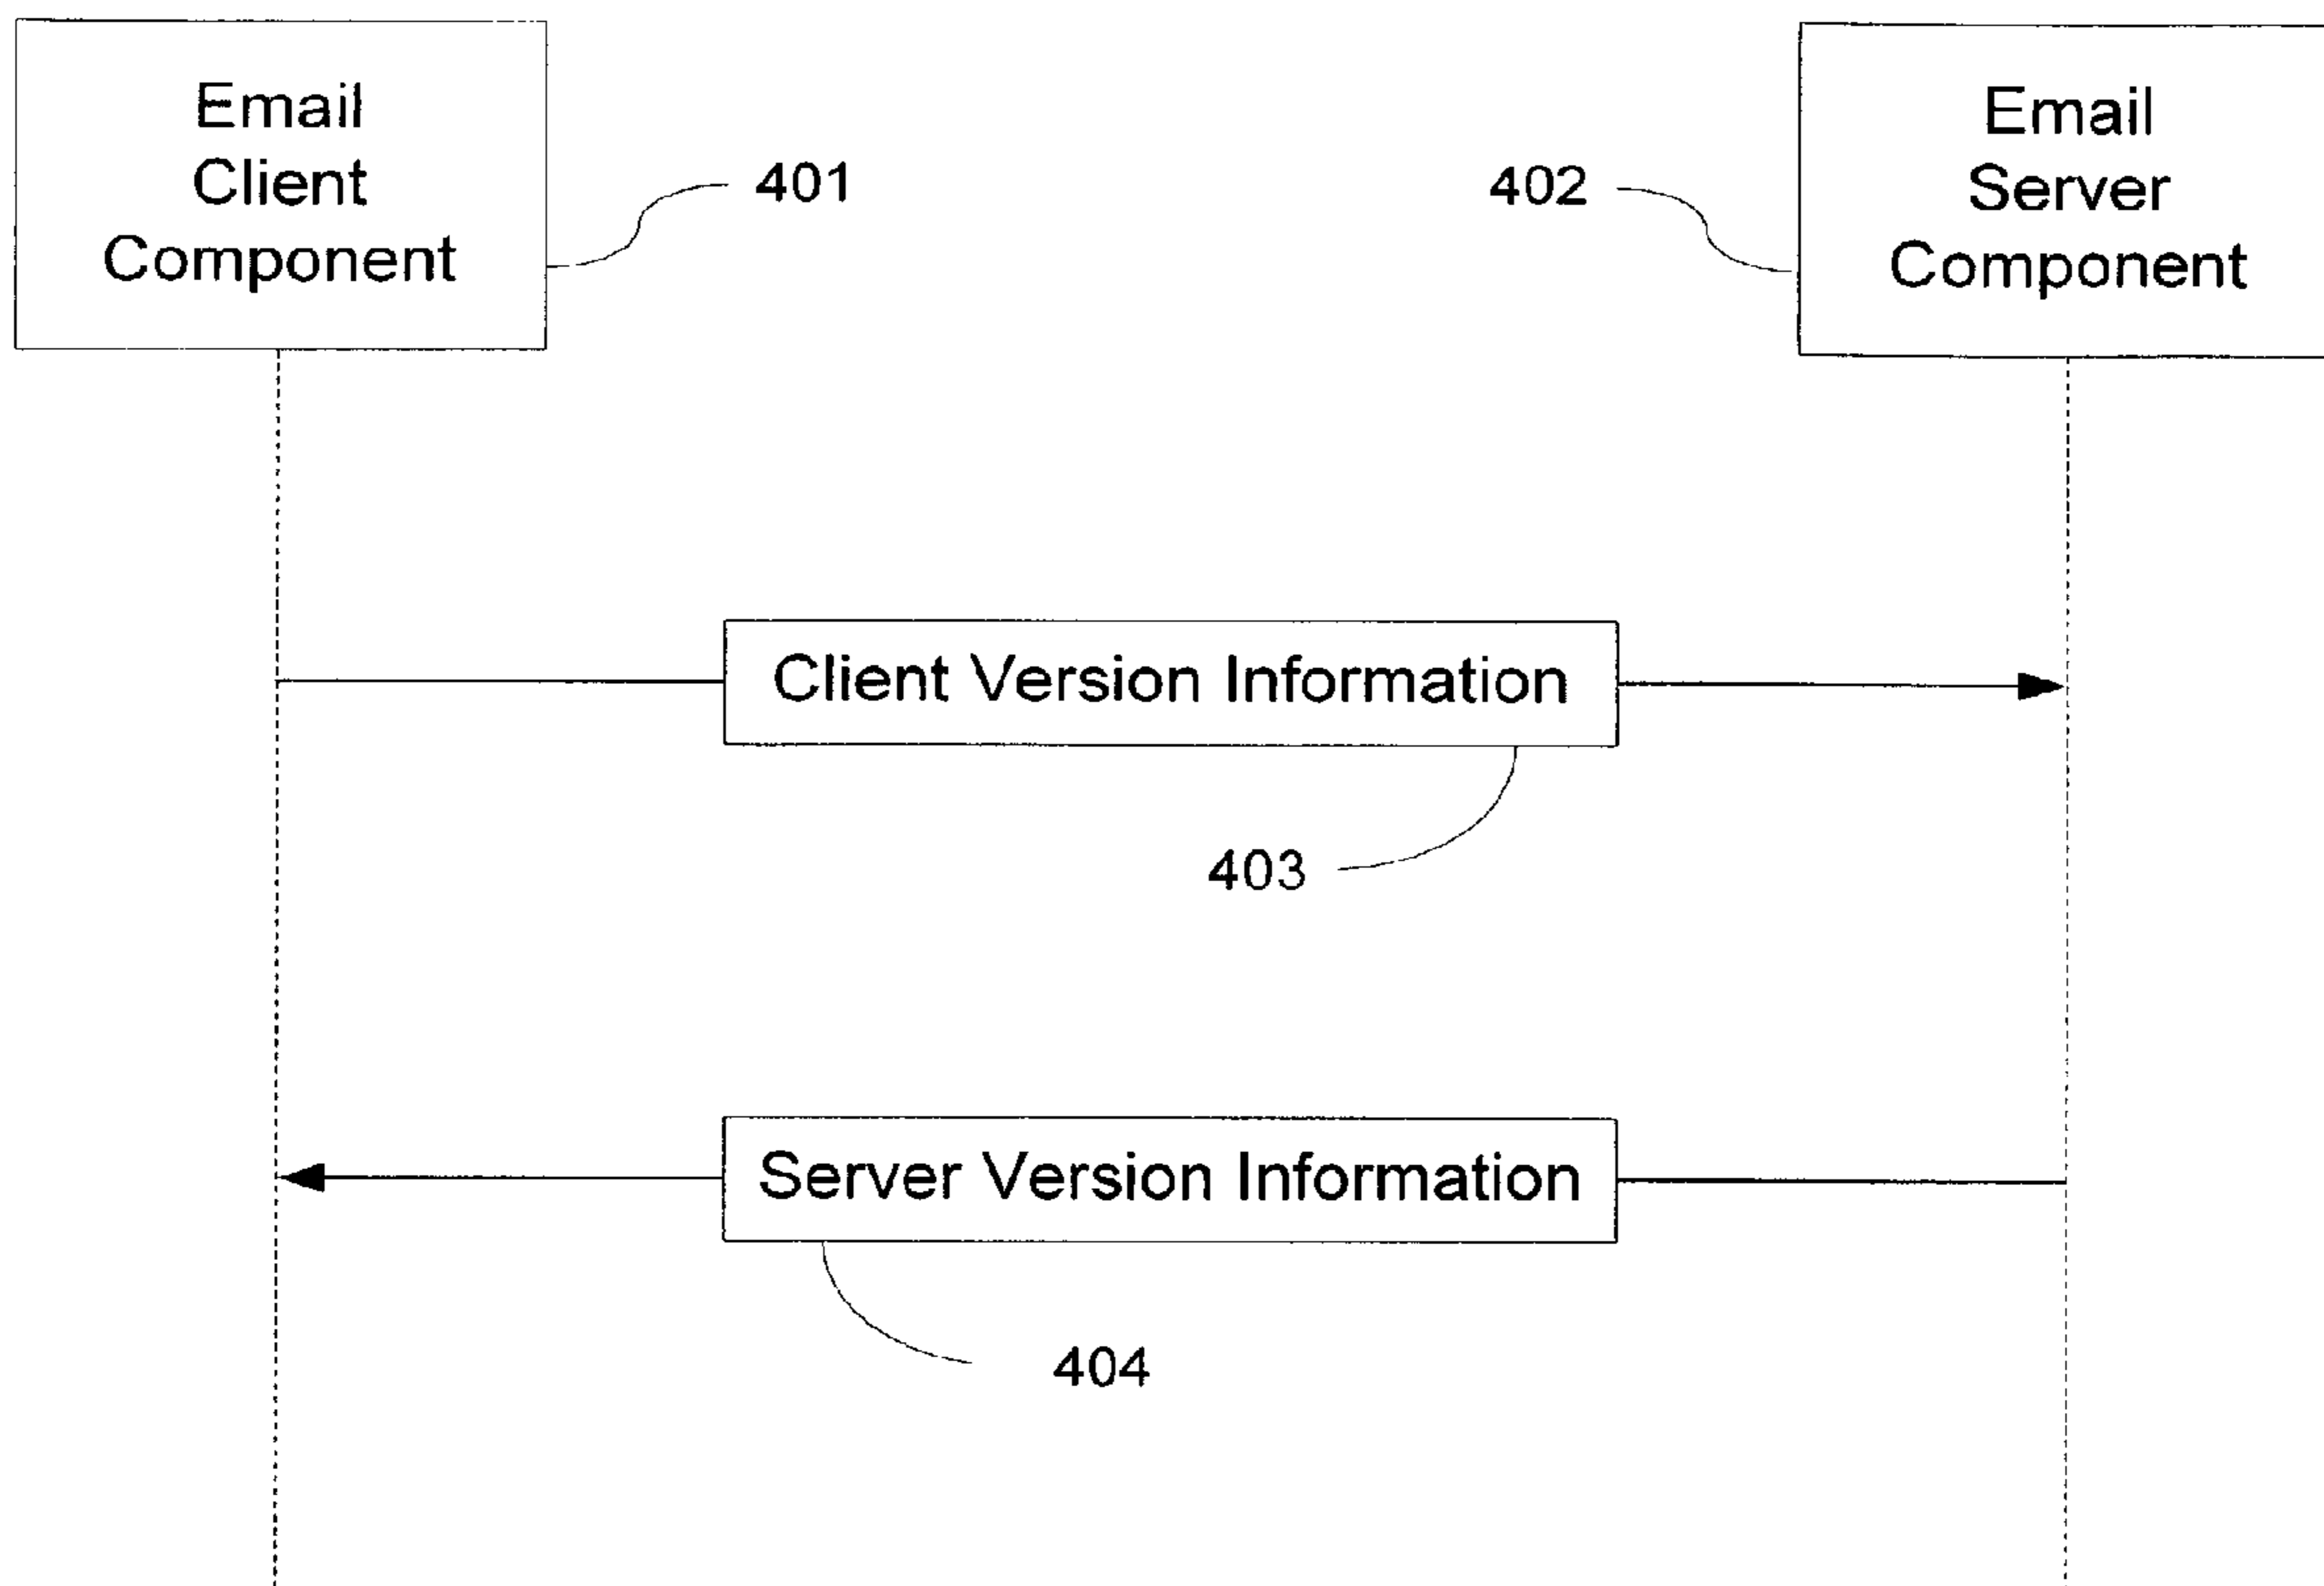 Email
Client
Component
401
402
Email
Server
Component
Client Version Information
403
Server Version Information
404